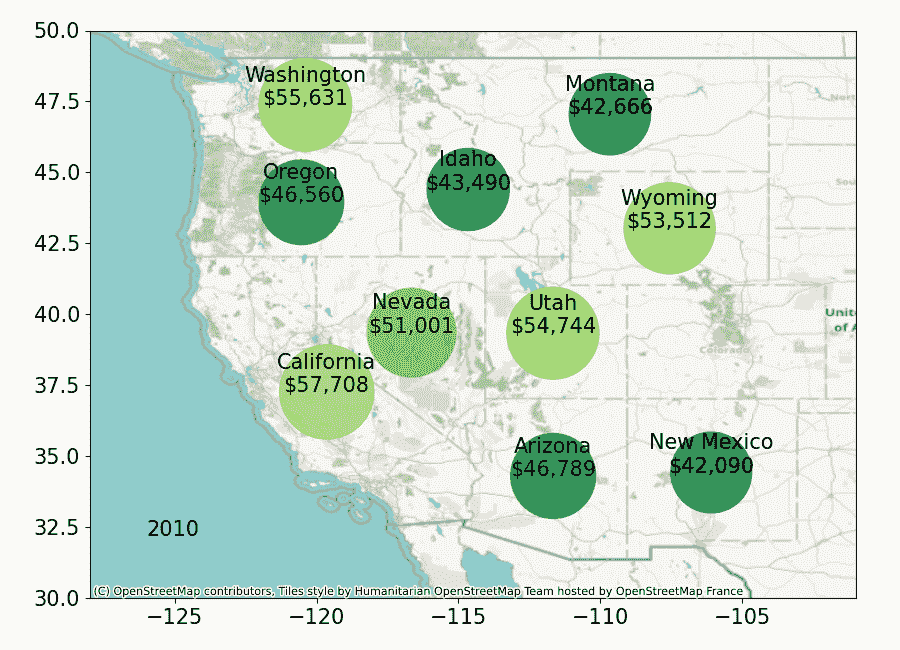 50.0
47.5
45.0
42.5
40.0
37.5
35.0
32.5
30.0
Washington
$55,631
Montana
$42,666
Oregon
$46,560
Idaho
$43,490
Wyoming
$53,512
Nevada
$51,001
Utah
$54,744
California
$57,708
Colorado
Arizona
$46,789
New Mexico
$42,090
2010
(C) OpenStreetMap contributors, Tiles style by Humanitarian OpenStreetMap Team hosted by OpenStreetMap France
−125
−120
−115
−110
−105